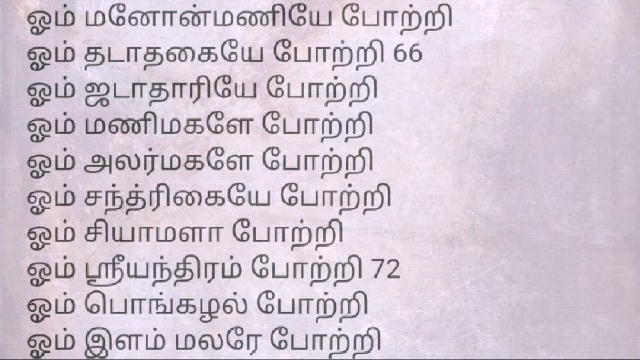 ஓம் மனோன்மணியே போற்றி
ஓம் தடாதகையே போற்றி 66
ஓம் ஜடாதாரியே போற்றி
ஓம் மணிமகளே போற்றி
ஓம் அலர்மகளே போற்றி
ஓம் சந்த்ரிகையே போற்றி
ஓம் சியாமளா போற்றி
ஓம் ஸ்ரீயந்திரம் போற்றி 72
ஓம் பொங்கழல் போற்றி
ஓம் இளம் மலரே போற்றி